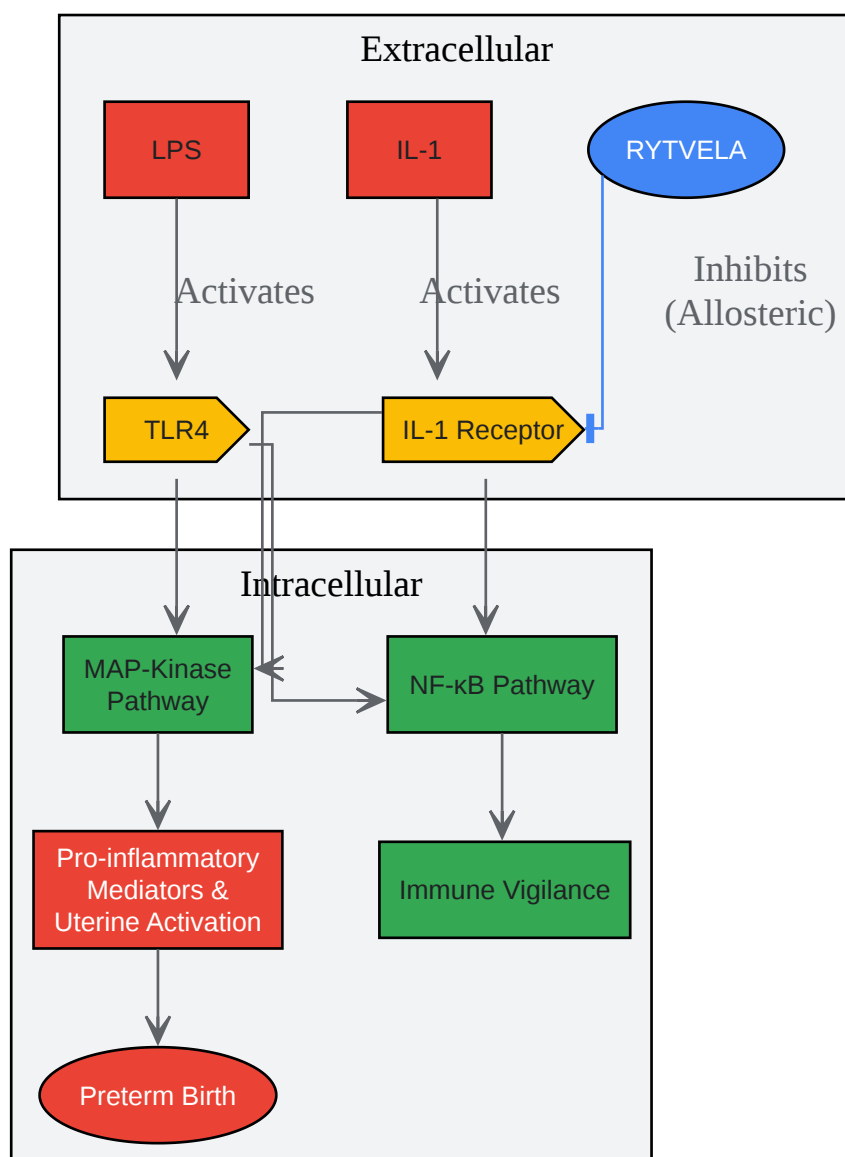 Extracellular
LPS
IL-1
RYTVELA
Activates
Activates
Inhibits
(Allosteric)
TLR4
IL-1 Receptor
Intracellular
MAP-Kinase
Pathway
NF-κB Pathway
Pro-inflammatory
Mediators &
Uterine Activation
Immune Vigilance
Preterm Birth